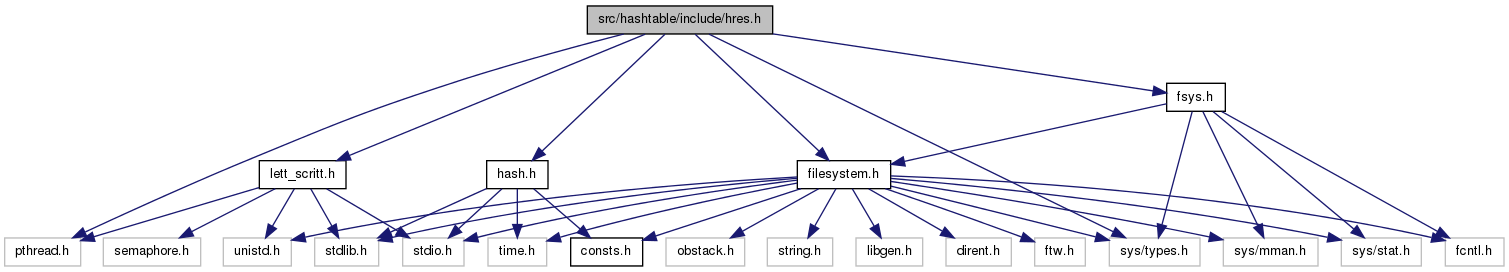 src/hashtable/include/hres.h
fsys.h
lett_scritt.h
hash.h
filesystem.h
pthread.h
semaphore.h
unistd.h
stdlib.h
stdio.h
time.h
consts.h
obstack.h
string.h
libgen.h
dirent.h
ftw.h
sys/types.h
sys/mman.h
sys/stat.h
fcntl.h